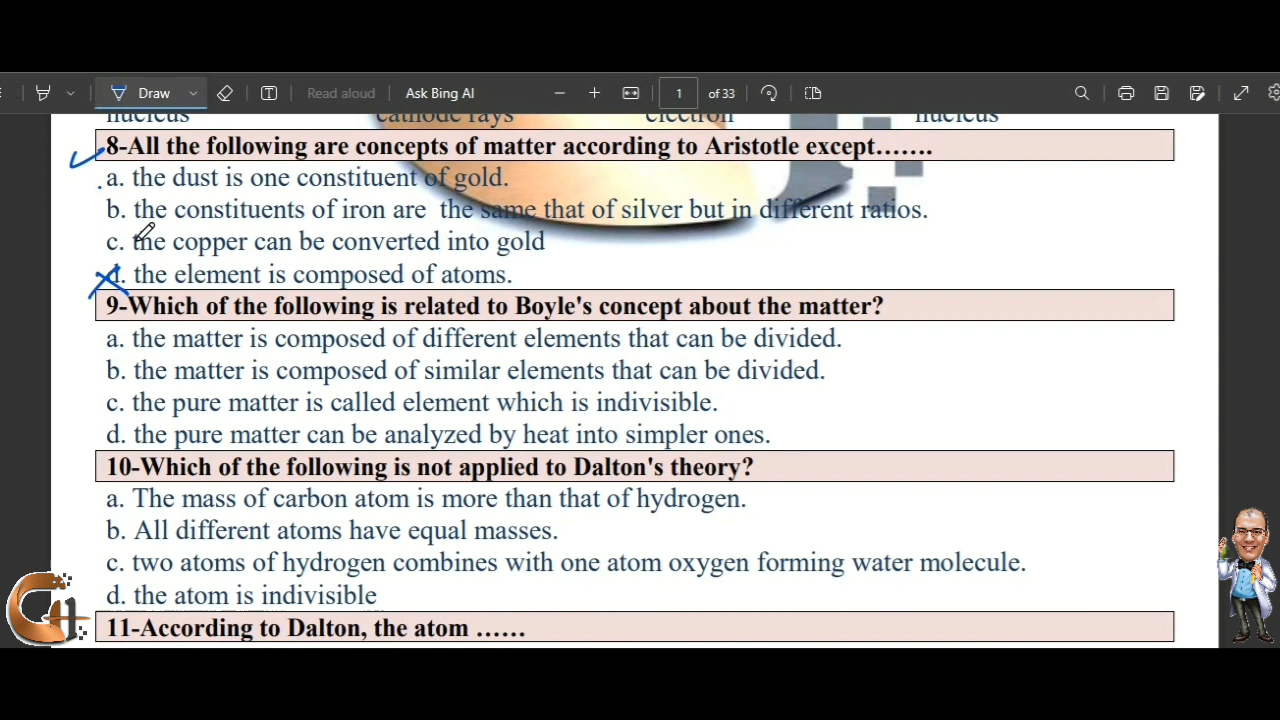 Draw
Read aloud
Ask Bing AI
1
of 33
nucleus cathode rays electron nucleus
8-All the following are concepts of matter according to Aristotle except…….
a. the dust is one constituent of gold.
b. the constituents of iron are the same that of silver but in different ratios.
c. the copper can be converted into gold
d. the element is composed of atoms.
9-Which of the following is related to Boyle's concept about the matter?
a. the matter is composed of different elements that can be divided.
b. the matter is composed of similar elements that can be divided.
c. the pure matter is called element which is indivisible.
d. the pure matter can be analyzed by heat into simpler ones.
10-Which of the following is not applied to Dalton's theory?
a. The mass of carbon atom is more than that of hydrogen.
b. All different atoms have equal masses.
c. two atoms of hydrogen combines with one atom oxygen forming water molecule.
d. the atom is indivisible
11-According to Dalton, the atom ……